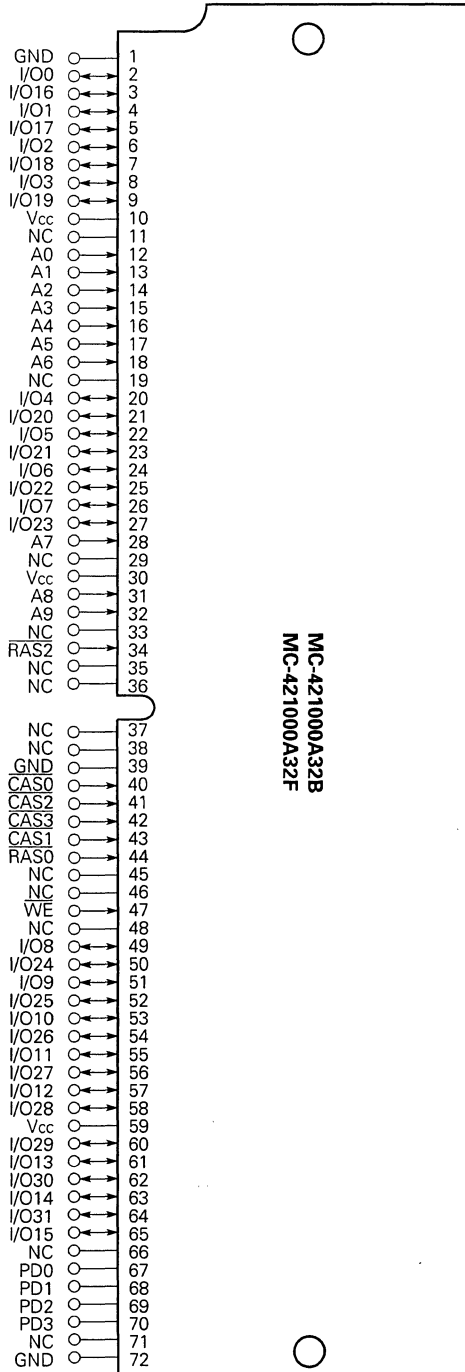 GND 1
I/O0 2
I/O16 3
I/O1 4
I/O17 5
I/O2 6
I/O18 7
I/O3 8
I/O19 9
Vcc 10
NC 11
A0 12
A1 13
A2 14
A3 15
A4 16
A5 17
A6 18
NC 19
I/O4 20
I/O20 21
I/O5 22
I/O21 23
I/O6 24
I/O22 25
I/O7 26
I/O23 27
A7 28
NC 29
Vcc 30
A8 31
A9 32
NC 33
R̅A̅S̅2̅ 34
NC 35
NC 36
NC 37
NC 38
GND 39
C̅A̅S̅0̅ 40
C̅A̅S̅2̅ 41
C̅A̅S̅3̅ 42
C̅A̅S̅1̅ 43
R̅A̅S̅0̅ 44
NC 45
NC 46
W̅E̅ 47
NC 48
I/O8 49
I/O24 50
I/O9 51
I/O25 52
I/O10 53
I/O26 54
I/O11 55
I/O27 56
I/O12 57
I/O28 58
Vcc 59
I/O29 60
I/O13 61
I/O30 62
I/O14 63
I/O31 64
I/O15 65
NC 66
PD0 67
PD1 68
PD2 69
PD3 70
NC 71
GND 72
MC-421000A32B
MC-421000A32F